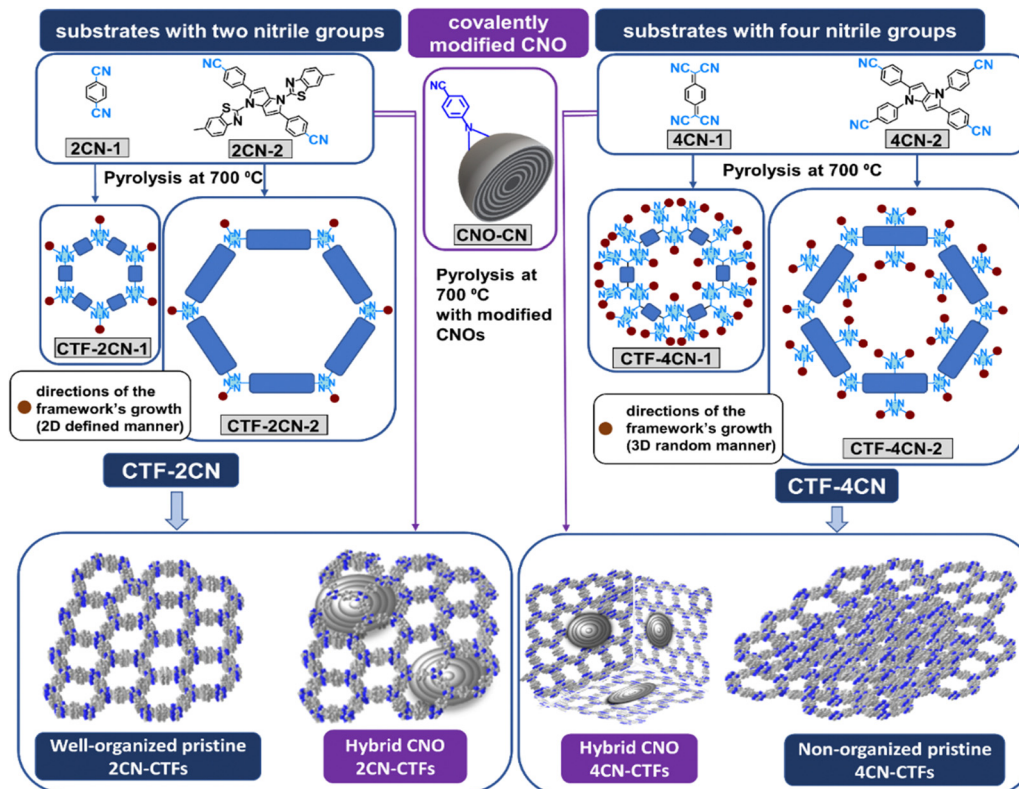 substrates with two nitrile groups
covalently
modified CNO
substrates with four nitrile groups
CN
CN
2CN-1
CN
N
S
N
N
N
S
CN
2CN-2
CN
N
CNO-CN
NC
CN
NC
CN
4CN-1
NC
CN
N
N
NC
CN
4CN-2
Pyrolysis at 700 ºC
Pyrolysis at 700 ºC
Pyrolysis at
700 ºC
with modified
CNOs
CTF-2CN-1
CTF-2CN-2
CTF-4CN-1
CTF-4CN-2
directions of the
framework's growth
(2D defined manner)
directions of the
framework's growth
(3D random manner)
CTF-2CN
CTF-4CN
Well-organized pristine
2CN-CTFs
Hybrid CNO
2CN-CTFs
Hybrid CNO
4CN-CTFs
Non-organized pristine
4CN-CTFs